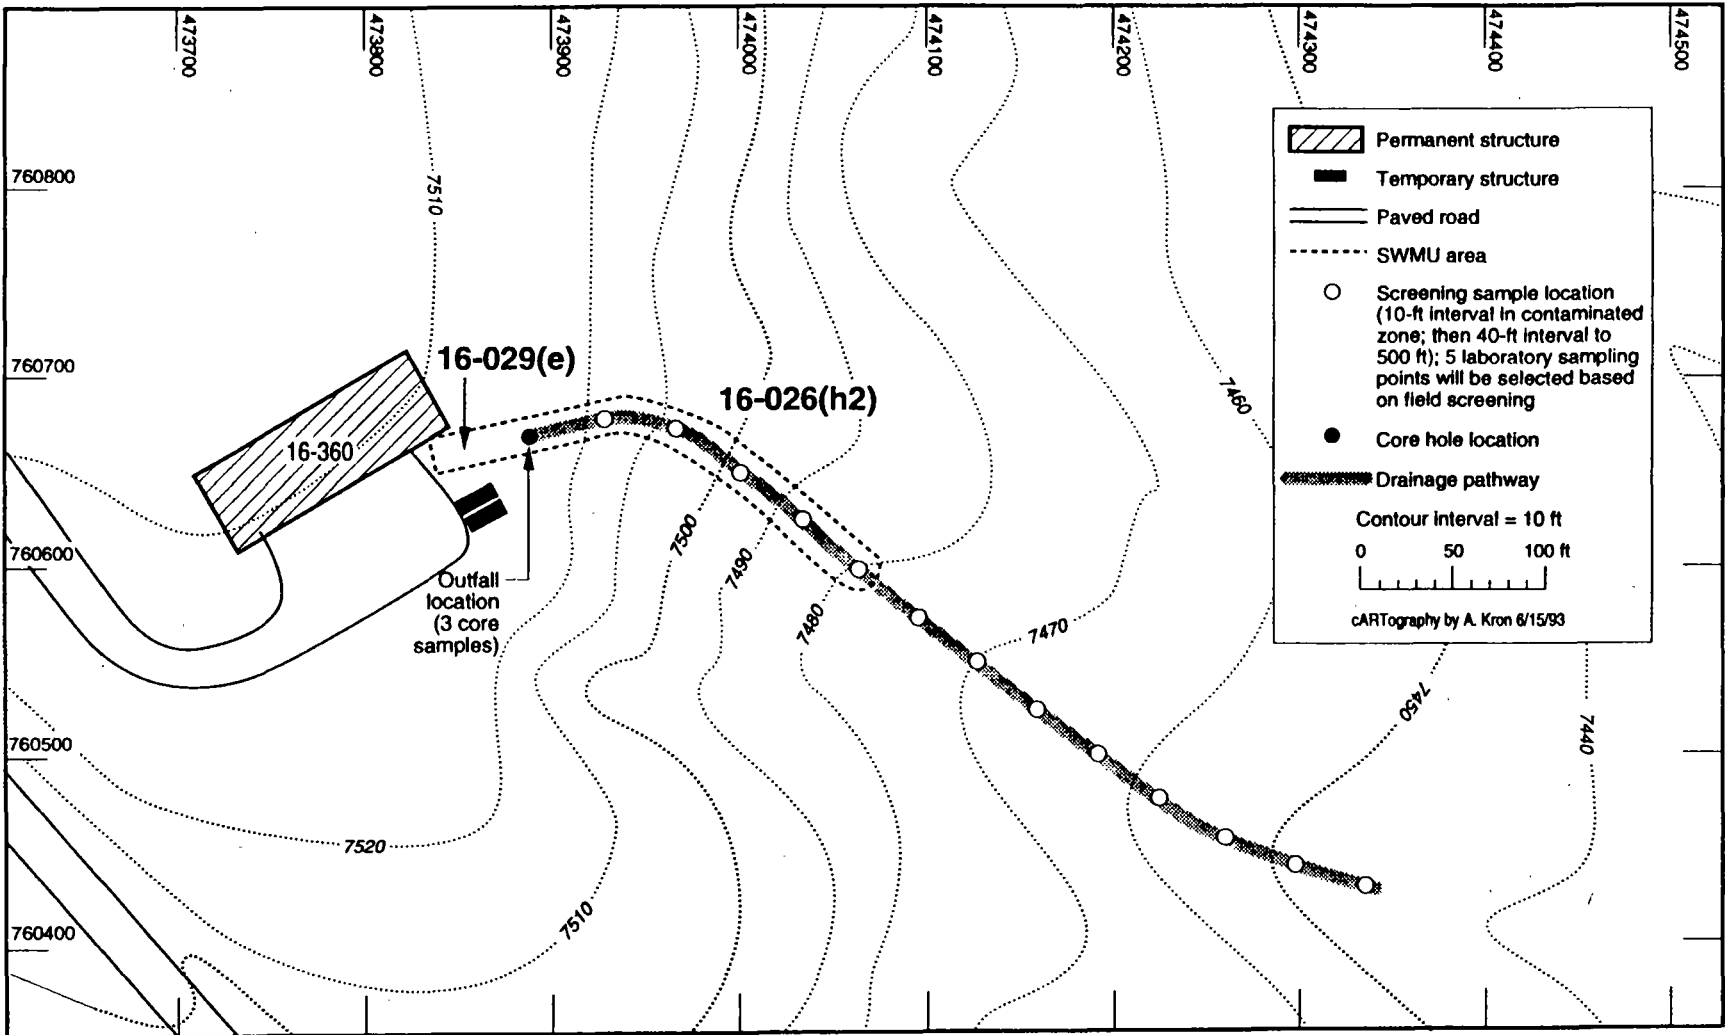 473700
473800
473900
474000
474100
474200
474300
474400
474500
760800
760700
760600
760500
760400
7510
16-029(e)
16-026(h2)
16-360
7460
7500
7490
7480
7470
7450
7440
7520
7510
Outfall
location
(3 core
samples)
Permanent structure
Temporary structure
Paved road
SWMU area
Screening sample location
(10-ft interval in contaminated
zone; then 40-ft interval to
500 ft); 5 laboratory sampling
points will be selected based
on field screening
Core hole location
Drainage pathway
Contour interval = 10 ft
0 50 100 ft
cARTography by A. Kron 6/15/93